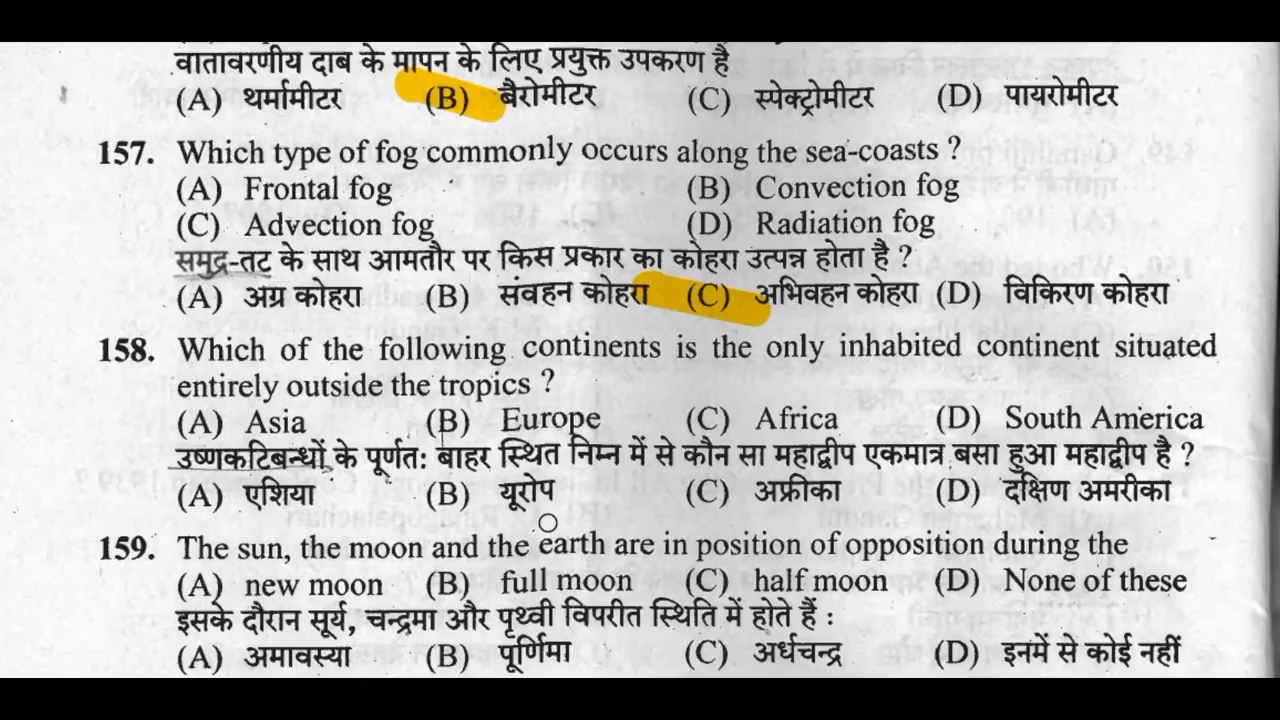 वातावरणीय दाब के मापन के लिए प्रयुक्त उपकरण है
(A) थर्मामीटर (B) बैरोमीटर (C) स्पेक्ट्रोमीटर (D) पायरोमीटर
157. Which type of fog commonly occurs along the sea-coasts ?
(A) Frontal fog (B) Convection fog
(C) Advection fog (D) Radiation fog
समुद्र-तट के साथ आमतौर पर किस प्रकार का कोहरा उत्पन्न होता है ?
(A) अग्र कोहरा (B) संवहन कोहरा (C) अभिवहन कोहरा (D) विकिरण कोहरा
158. Which of the following continents is the only inhabited continent situated
entirely outside the tropics ?
(A) Asia (B) Europe (C) Africa (D) South America
उष्णकटिबन्धों के पूर्णतः बाहर स्थित निम्न में से कौन सा महाद्वीप एकमात्र बसा हुआ महाद्वीप है ?
(A) एशिया (B) यूरोप (C) अफ्रीका (D) दक्षिण अमरीका
159. The sun, the moon and the earth are in position of opposition during the
(A) new moon (B) full moon (C) half moon (D) None of these
इसके दौरान सूर्य, चन्द्रमा और पृथ्वी विपरीत स्थिति में होते हैं :
(A) अमावस्या (B) पूर्णिमा (C) अर्धचन्द्र (D) इनमें से कोई नहीं